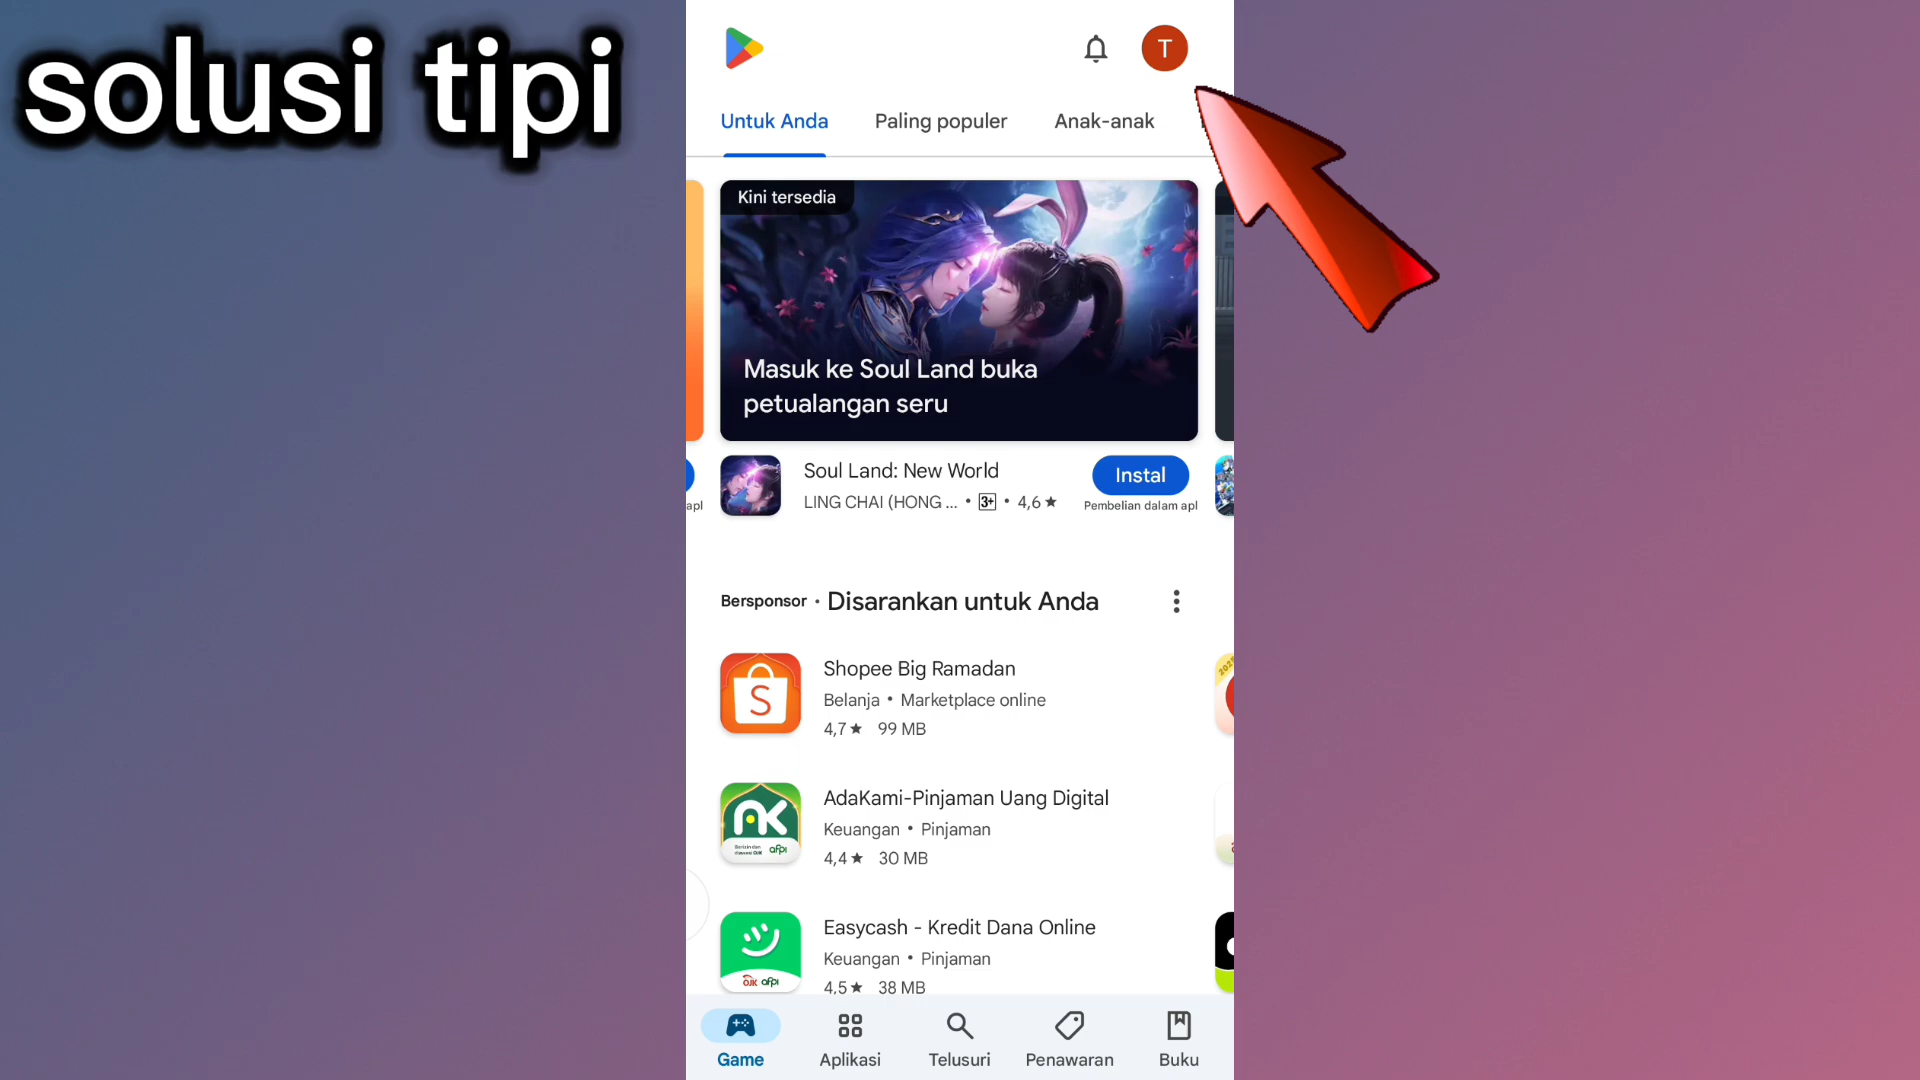 solusi tipi
T
Untuk Anda
Paling populer
Anak-anak
Kini tersedia
Masuk ke Soul Land buka
petualangan seru
Soul Land: New World
LING CHAI (HONG ... • 3+ • 4,6 ★
Instal
Pembelian dalam apl
apl
Bersponsor • Disarankan untuk Anda
Shopee Big Ramadan
Belanja • Marketplace online
4,7 ★ 99 MB
AdaKami-Pinjaman Uang Digital
Keuangan • Pinjaman
4,4 ★ 30 MB
Easycash - Kredit Dana Online
Keuangan • Pinjaman
4,5 ★ 38 MB
Game
Aplikasi
Telusuri
Penawaran
Buku